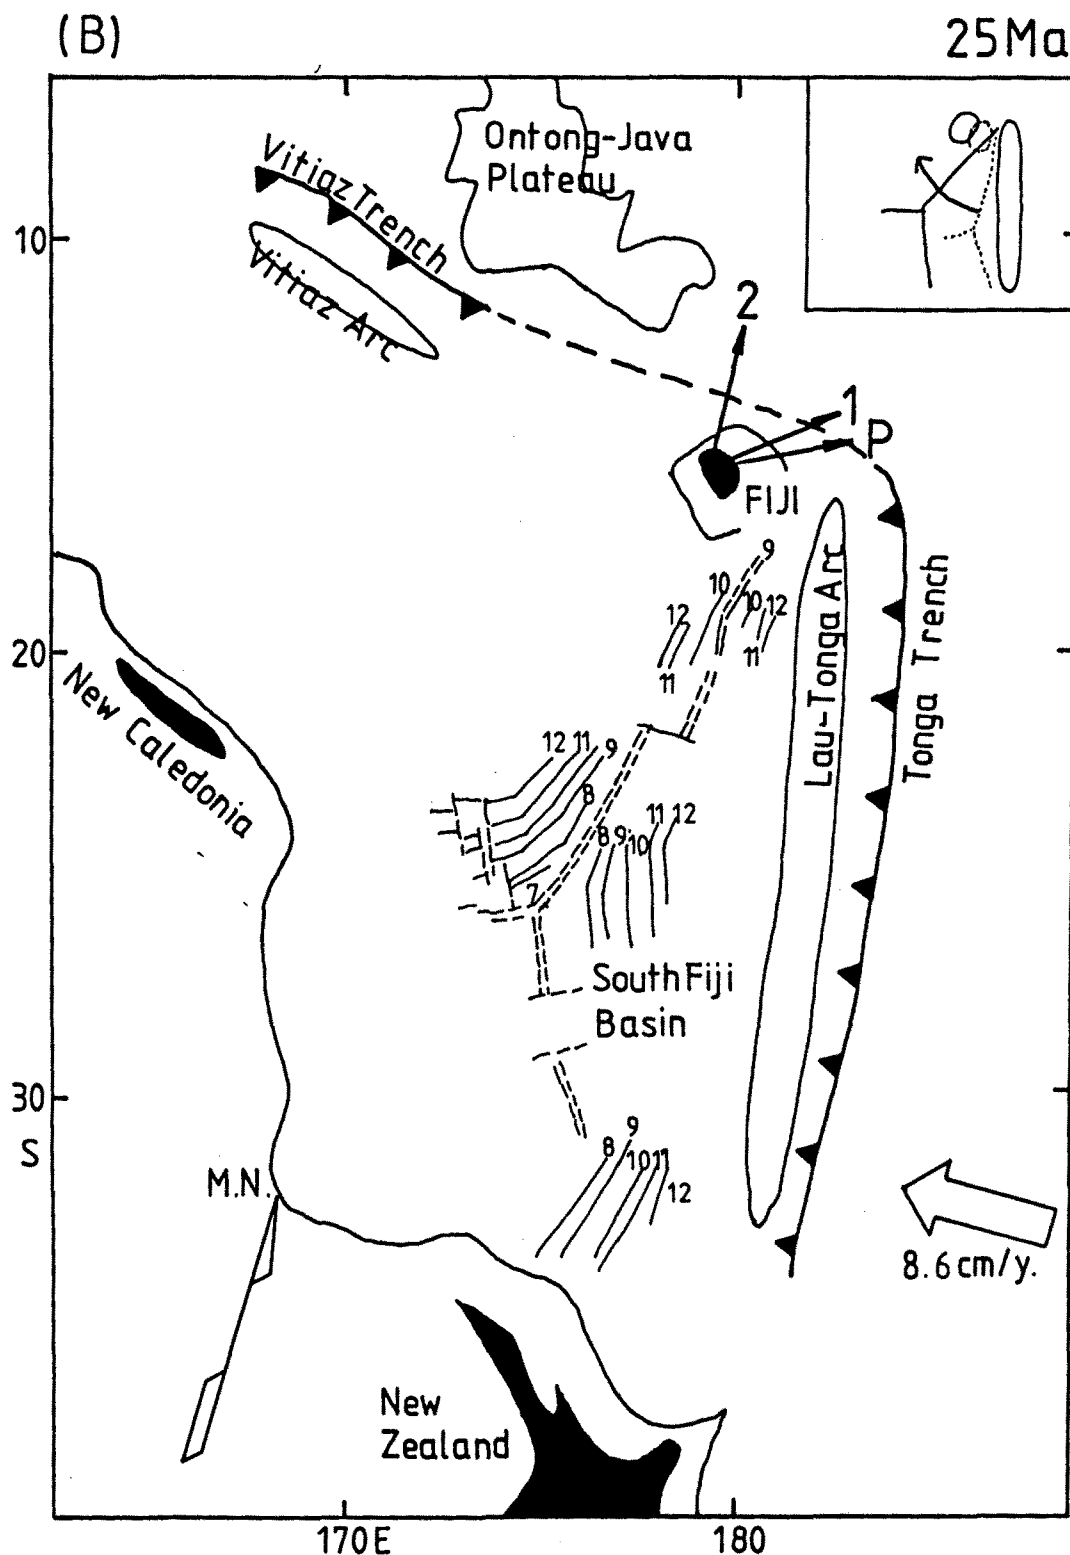 (B)
25Ma
Ontong-Java
Plateau
Vitiaz Trench
10
Vitiaz Arc
2
1
P
FIJI
9
10
10
12
12
11
11
20
New Caledonia
Lau-Tonga Arc
Tonga Trench
12 11 9
8
11 12
8 9 10
7
South Fiji
Basin
30
S
9
8
10 11
12
M.N.
8.6 cm/y.
New
Zealand
170E
180